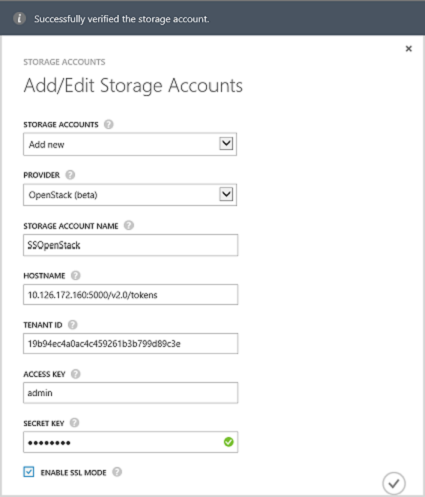 Successfully verified the storage account.
STORAGE ACCOUNTS
Add/Edit Storage Accounts
STORAGE ACCOUNTS
Add new
PROVIDER
OpenStack (beta)
STORAGE ACCOUNT NAME
SSOpenStack
HOSTNAME
10.126.172.160:5000/v2.0/tokens
TENANT ID
19b94ec4a0ac4c459261b3b799d89c3e
ACCESS KEY
admin
SECRET KEY
••••••••
ENABLE SSL MODE